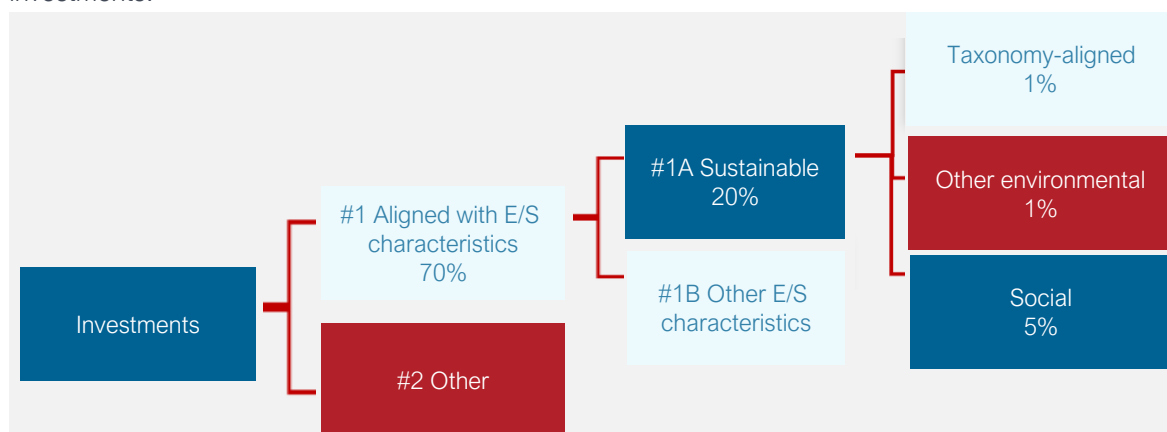 Investments
#1 Aligned with E/S
characteristics
70%
#2 Other
#1A Sustainable
20%
#1B Other E/S
characteristics
Taxonomy-aligned
1%
Other environmental
1%
Social
5%